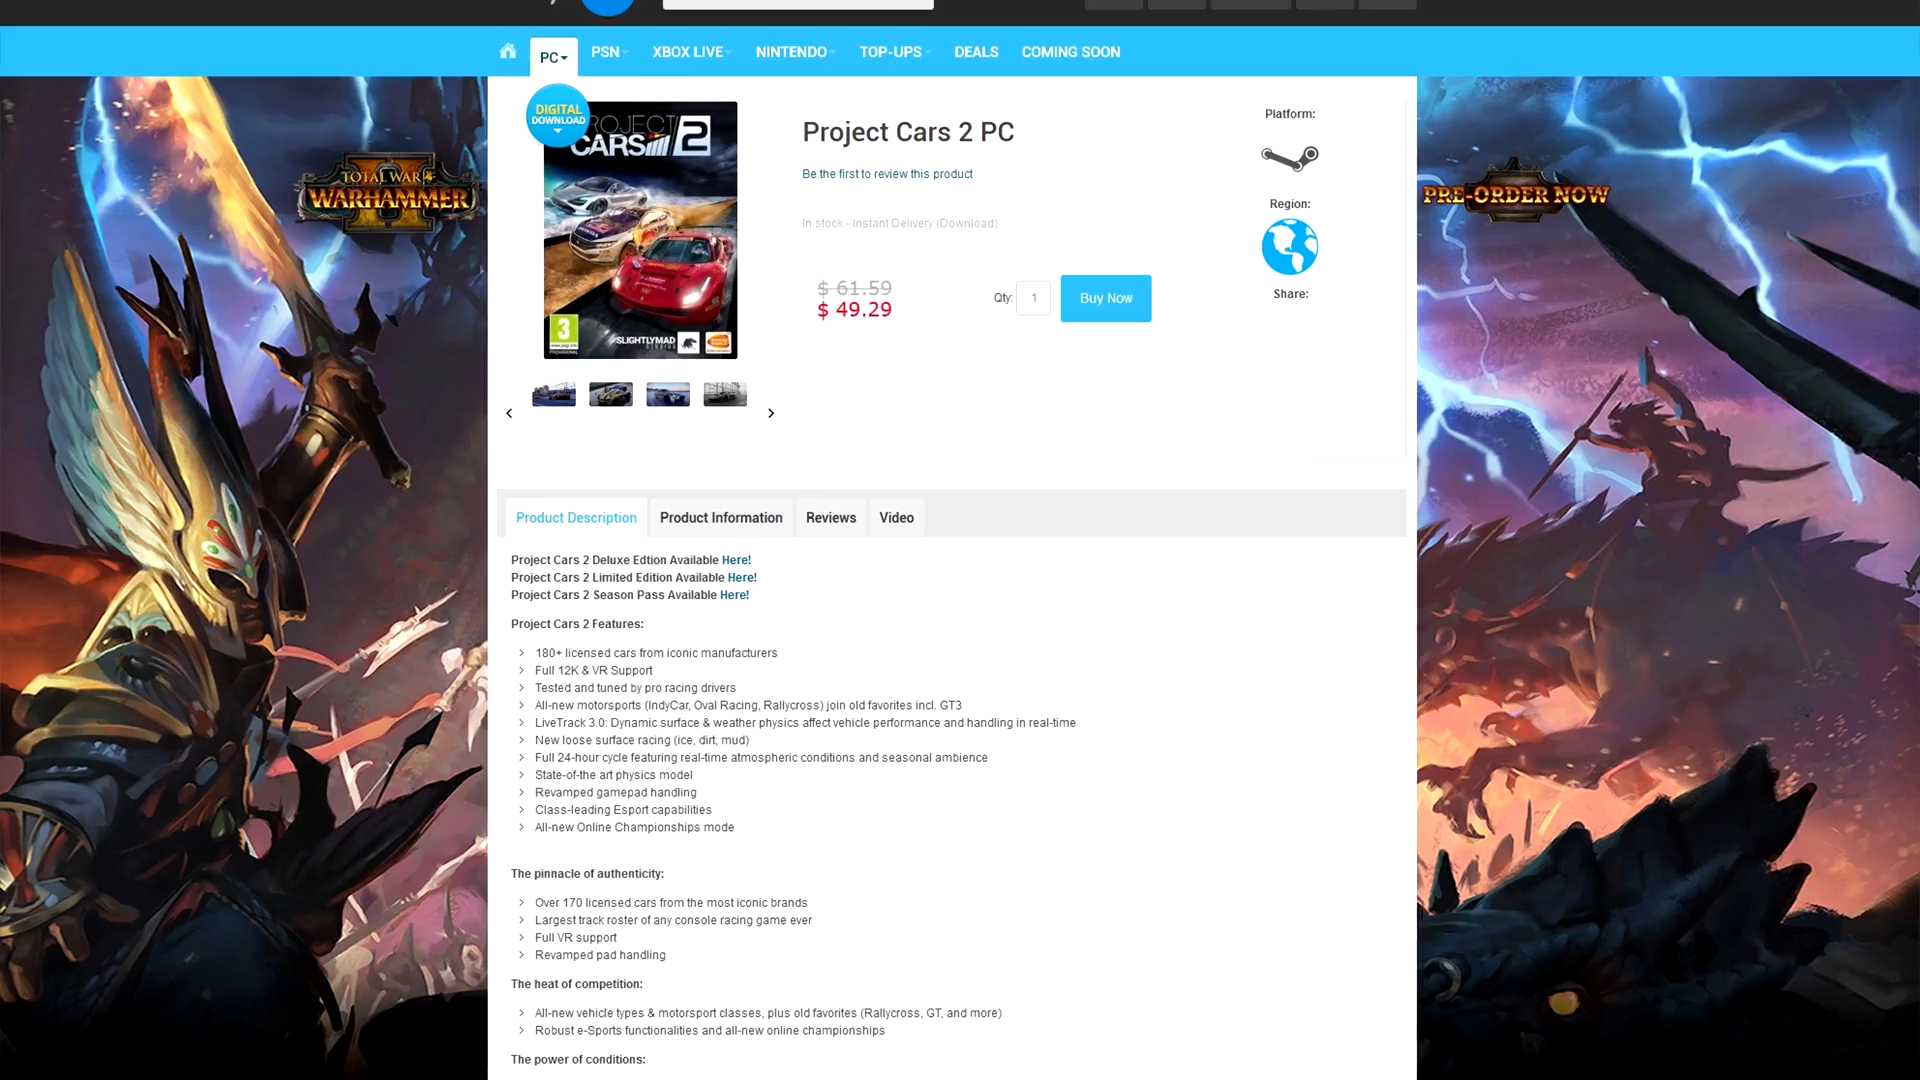 PC
PSN
XBOX LIVE
NINTENDO
TOP-UPS
DEALS
COMING SOON
DIGITAL
DOWNLOAD
PROJECT
CARS 2
3
SLIGHTLYMAD
STUDIOS
Project Cars 2 PC
Be the first to review this product
In stock - Instant Delivery (Download)
$ 61.59
$ 49.29
Qty:
1
Buy Now
Platform:
Region:
Share:
TOTAL WAR
WARHAMMER
II
PRE-ORDER NOW
Product Description
Product Information
Reviews
Video
Project Cars 2 Deluxe Edtion Available Here!
Project Cars 2 Limited Edition Available Here!
Project Cars 2 Season Pass Available Here!
Project Cars 2 Features:
180+ licensed cars from iconic manufacturers
Full 12K & VR Support
Tested and tuned by pro racing drivers
All-new motorsports (IndyCar, Oval Racing, Rallycross) join old favorites incl. GT3
LiveTrack 3.0: Dynamic surface & weather physics affect vehicle performance and handling in real-time
New loose surface racing (ice, dirt, mud)
Full 24-hour cycle featuring real-time atmospheric conditions and seasonal ambience
State-of-the art physics model
Revamped gamepad handling
Class-leading Esport capabilities
All-new Online Championships mode
The pinnacle of authenticity:
Over 170 licensed cars from the most iconic brands
Largest track roster of any console racing game ever
Full VR support
Revamped pad handling
The heat of competition:
All-new vehicle types & motorsport classes, plus old favorites (Rallycross, GT, and more)
Robust e-Sports functionalities and all-new online championships
The power of conditions: